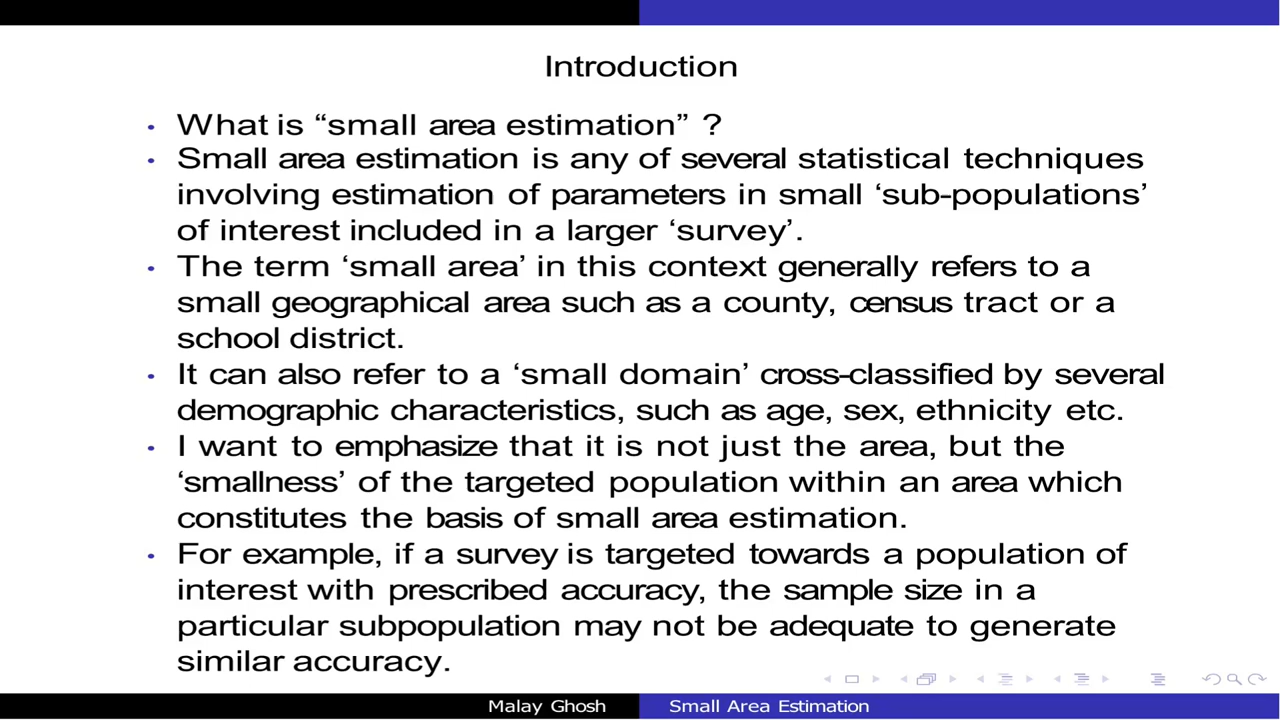 Introduction
• What is “small area estimation” ?
• Small area estimation is any of several statistical techniques
involving estimation of parameters in small ‘sub-populations’
of interest included in a larger ‘survey’.
• The term ‘small area’ in this context generally refers to a
small geographical area such as a county, census tract or a
school district.
• It can also refer to a ‘small domain’ cross-classified by several
demographic characteristics, such as age, sex, ethnicity etc.
• I want to emphasize that it is not just the area, but the
‘smallness’ of the targeted population within an area which
constitutes the basis of small area estimation.
• For example, if a survey is targeted towards a population of
interest with prescribed accuracy, the sample size in a
particular subpopulation may not be adequate to generate
similar accuracy.
Malay Ghosh
Small Area Estimation